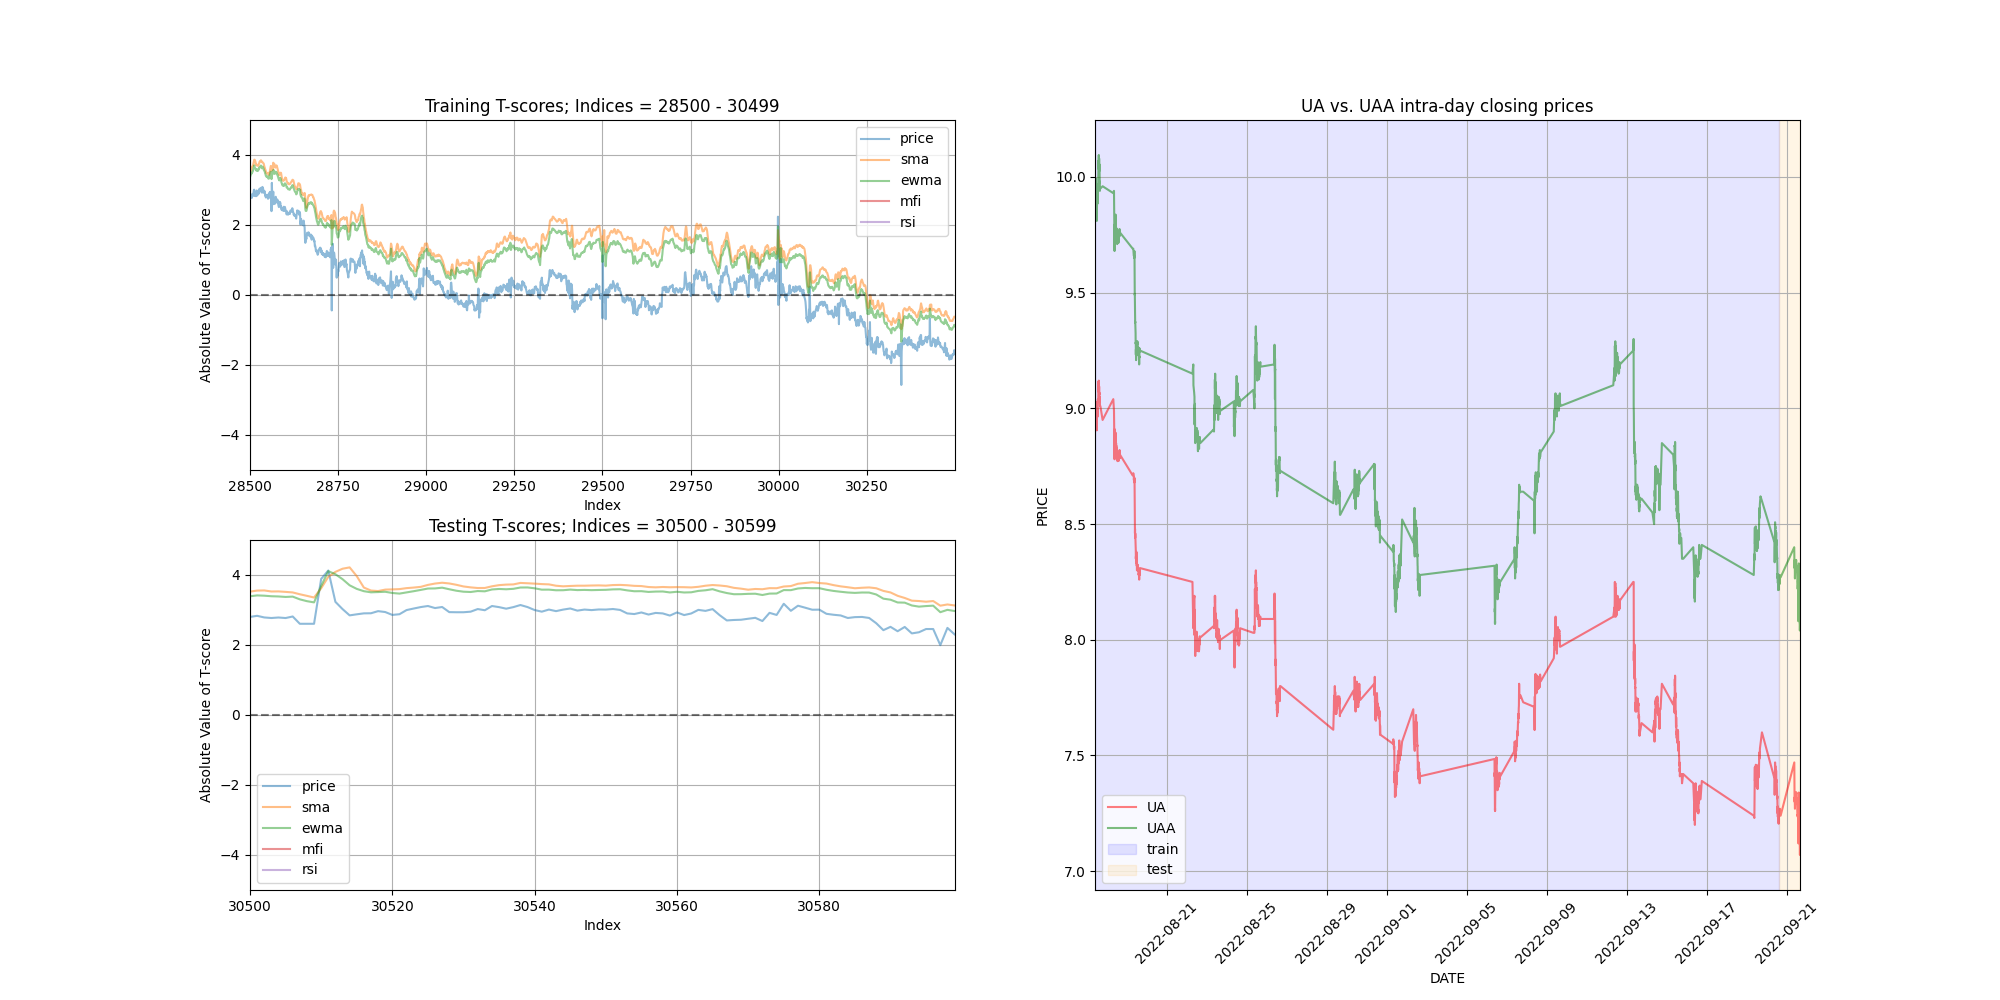 Training T-scores; Indices = 28500 - 30499
Absolute Value of T-score
4
2
0
−2
−4
price
sma
ewma
mfi
rsi
28500 28750 29000 29250 29500 29750 30000 30250
Index
Testing T-scores; Indices = 30500 - 30599
Absolute Value of T-score
4
2
0
−2
−4
price
sma
ewma
mfi
rsi
30500 30520 30540 30560 30580
Index
UA vs. UAA intra-day closing prices
PRICE
10.0
9.5
9.0
8.5
8.0
7.5
7.0
UA
UAA
train
test
2022-08-21 2022-08-25 2022-08-29 2022-09-01 2022-09-05 2022-09-09 2022-09-13 2022-09-17 2022-09-21
DATE